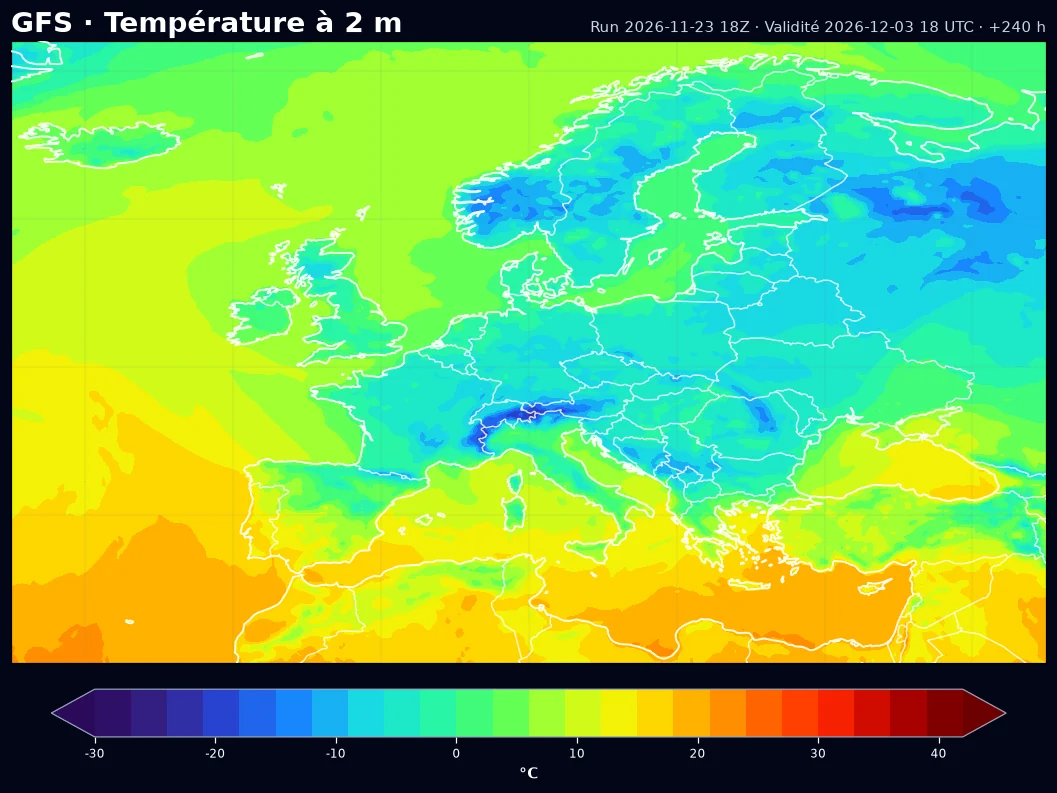 GFS · Température à 2 m
Run 2026-11-23 18Z · Validité 2026-12-03 18 UTC · +240 h
-30 -20 -10 0 10 20 30 40
°C